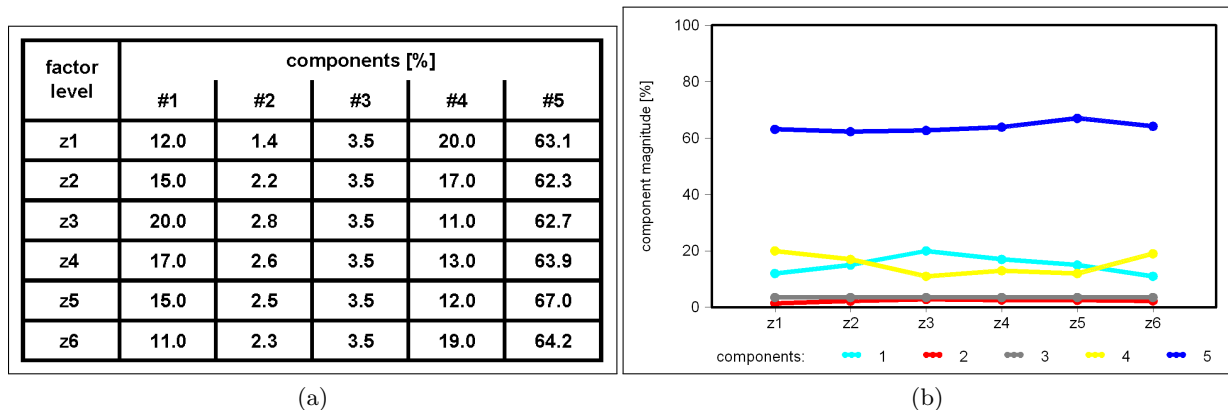 factor level
components [%]
#1 #2 #3 #4 #5
z1 12.0 1.4 3.5 20.0 63.1
z2 15.0 2.2 3.5 17.0 62.3
z3 20.0 2.8 3.5 11.0 62.7
z4 17.0 2.6 3.5 13.0 63.9
z5 15.0 2.5 3.5 12.0 67.0
z6 11.0 2.3 3.5 19.0 64.2
(a)
component magnitude [%]
100
80
60
40
20
0
z1 z2 z3 z4 z5 z6
components: 1 2 3 4 5
(b)